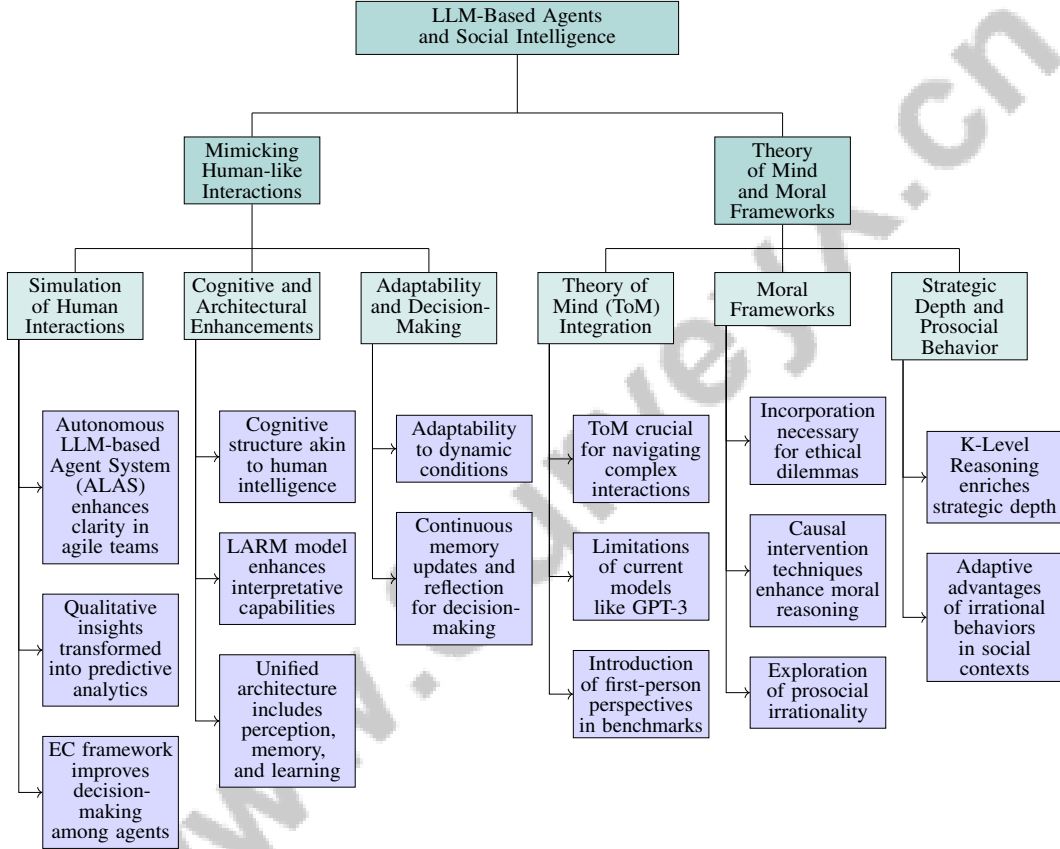 LLM-Based Agents
and Social Intelligence
Mimicking
Human-like
Interactions
Theory
of Mind
and Moral
Frameworks
Simulation
of Human
Interactions
Cognitive and
Architectural
Enhancements
Adaptability
and Decision-
Making
Theory of
Mind (ToM)
Integration
Moral
Frameworks
Strategic
Depth and
Prosocial
Behavior
Autonomous
LLM-based
Agent System
(ALAS)
enhances
clarity in
agile teams
Qualitative
insights
transformed
into predictive
analytics
EC framework
improves
decision-
making
among agents
Cognitive
structure akin
to human
intelligence
LARM model
enhances
interpretative
capabilities
Unified
architecture
includes
perception,
memory,
and learning
Adaptability
to dynamic
conditions
Continuous
memory
updates and
reflection
for decision-
making
ToM crucial
for navigating
complex
interactions
Limitations
of current
models
like GPT-3
Introduction
of first-person
perspectives
in benchmarks
Incorporation
necessary
for ethical
dilemmas
Causal
intervention
techniques
enhance moral
reasoning
Exploration
of prosocial
irrationality
K-Level
Reasoning
enriches
strategic depth
Adaptive
advantages
of irrational
behaviors
in social
contexts